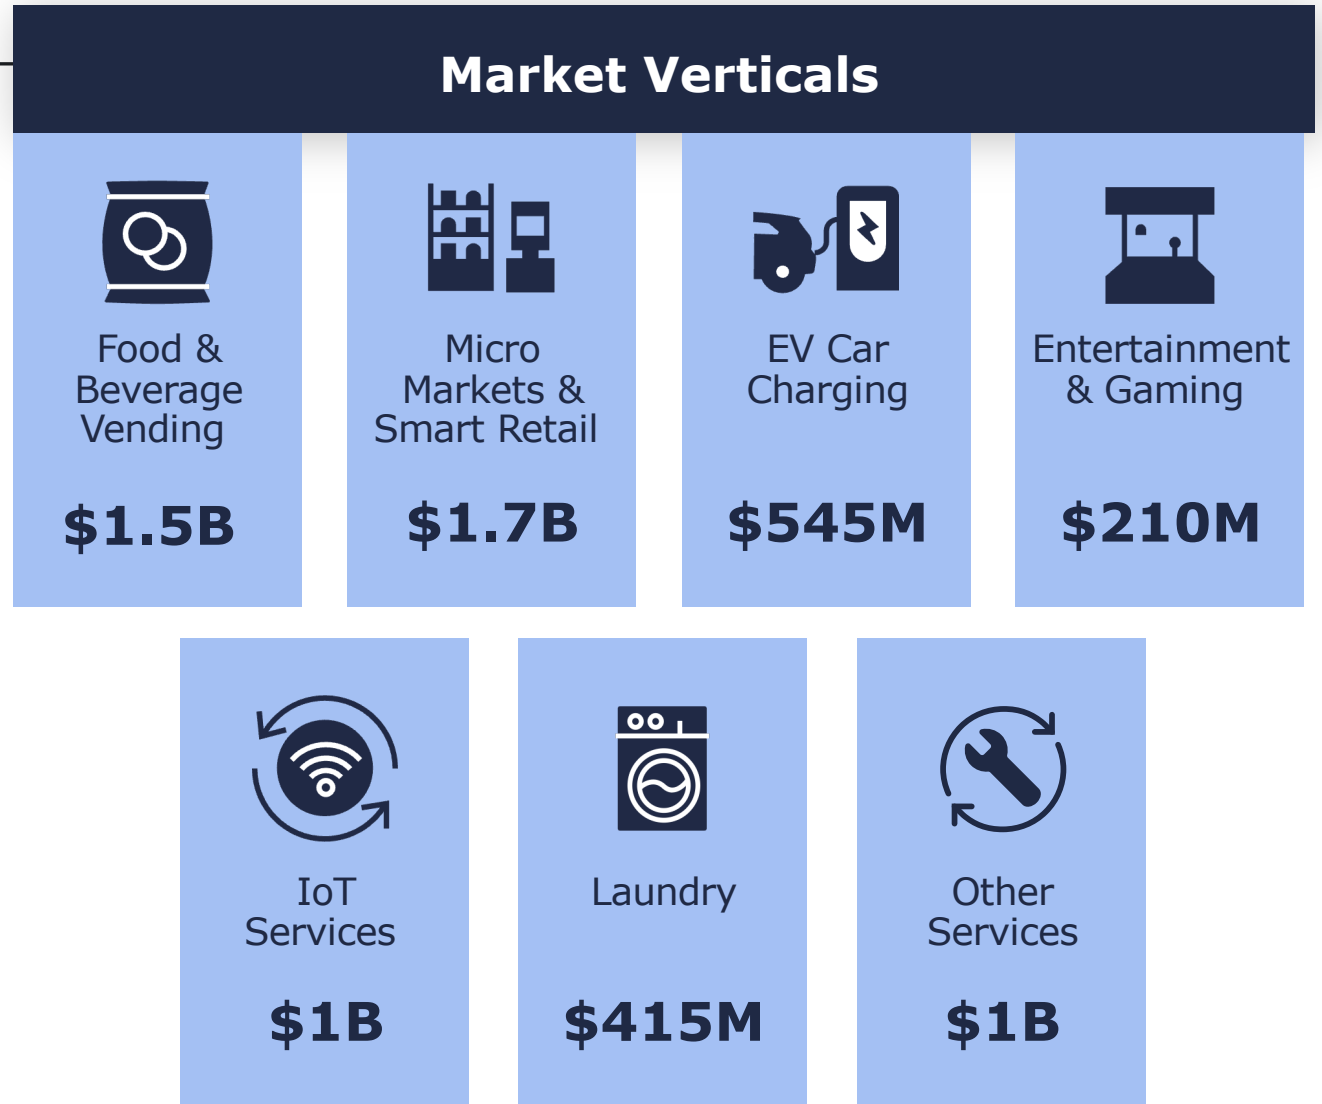 Market Verticals
Food &
Beverage
Vending
$1.5B
Micro
Markets &
Smart Retail
$1.7B
EV Car
Charging
$545M
Entertainment
& Gaming
$210M
IoT
Services
$1B
Laundry
$415M
Other
Services
$1B